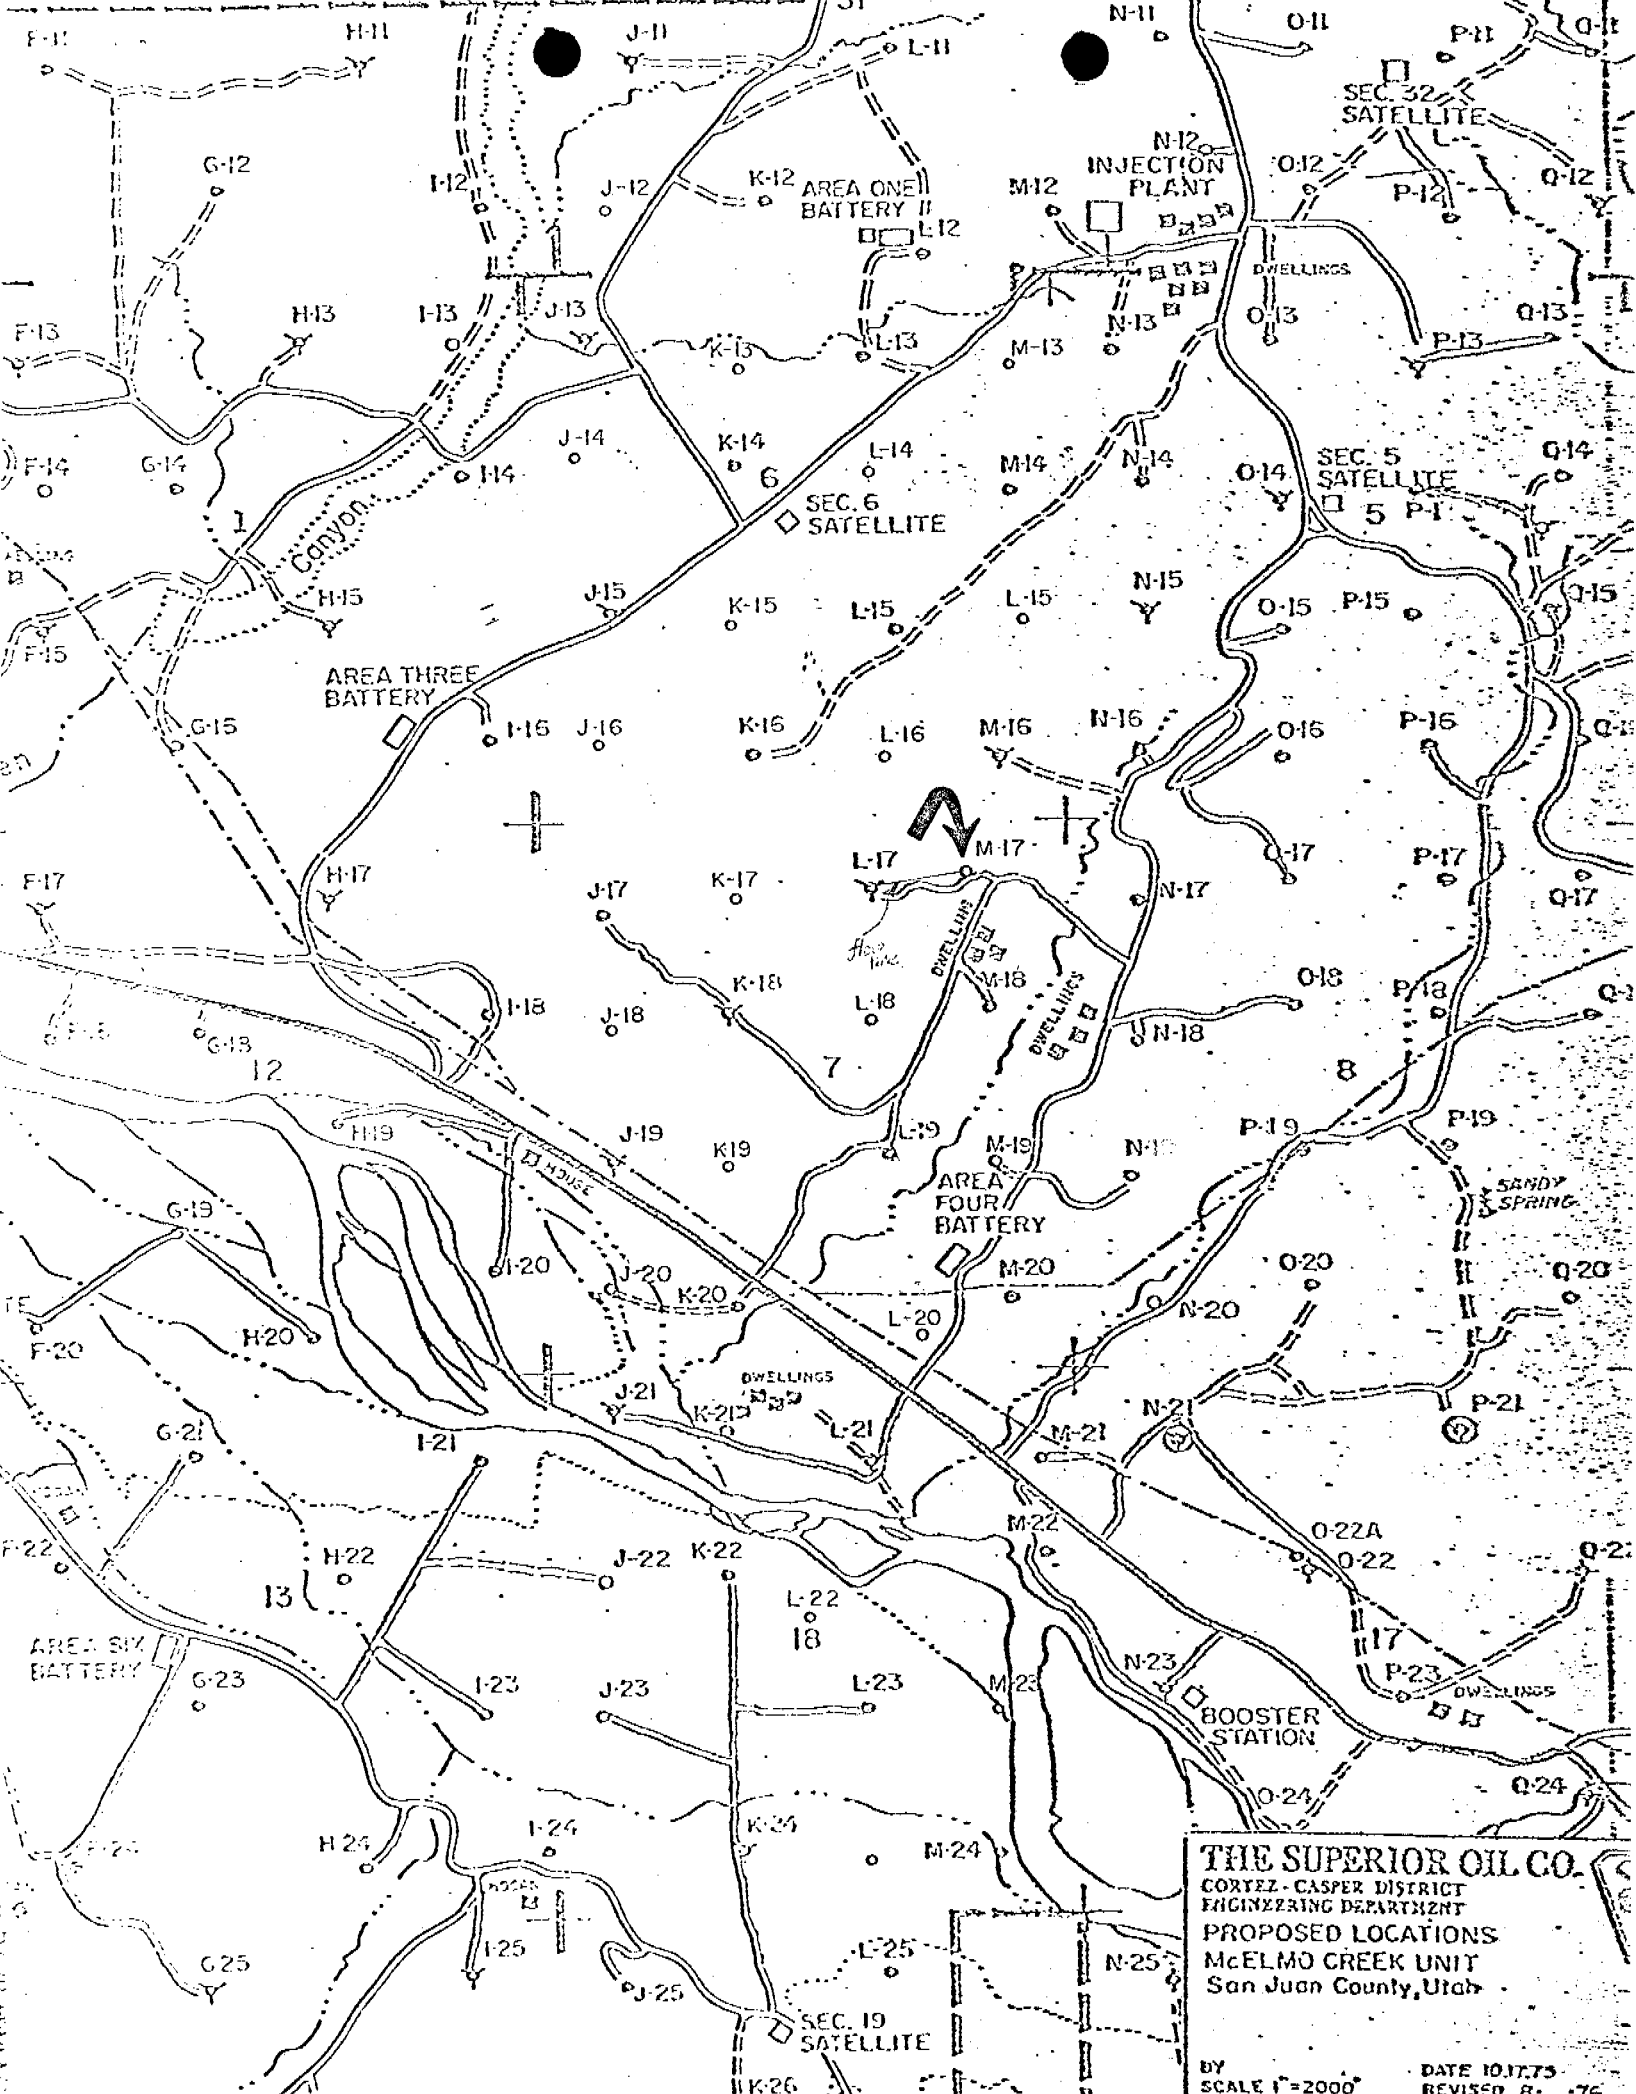 F-11
H-11
J-11
L-11
31
N-11
O-11
P-11
Q-11
SEC. 32
SATELLITE
G-12
I-12
J-12
K-12
AREA ONE
BATTERY
L-12
M-12
N-12
INJECTION
PLANT
O-12
P-12
Q-12
DWELLINGS
F-13
H-13
I-13
J-13
K-13
L-13
M-13
N-13
O-13
P-13
Q-13
F-14
G-14
I-14
J-14
K-14
6
L-14
M-14
N-14
O-14
SEC. 5
SATELLITE
5
P-1
Q-14
1
Canyon
SEC. 6
SATELLITE
F-15
H-15
J-15
K-15
L-15
L-15
N-15
O-15
P-15
Q-15
AREA THREE
BATTERY
G-15
I-16
J-16
K-16
L-16
M-16
N-16
O-16
P-16
F-17
H-17
J-17
K-17
L-17
M-17
N-17
O-17
P-17
Q-17
DWELLING
I-18
J-18
K-18
L-18
M-18
DWELLINGS
N-18
O-18
P-18
G-18
12
7
8
H-19
HOUSE
J-19
K19
L-19
M-19
P-19
P-19
AREA
FOUR
BATTERY
SANDY
SPRING
G-19
F-20
H-20
I-20
J-20
K-20
L-20
M-20
N-20
O-20
Q-20
DWELLINGS
G-21
I-21
J-21
K-21
L-21
M-21
N-21
P-21
F-22
H-22
J-22
K-22
L-22
M-22
O-22A
O-22
13
18
17
AREA SIX
BATTERY
G-23
I-23
J-23
L-23
M-23
N-23
P-23
DWELLINGS
BOOSTER
STATION
F-24
H-24
I-24
K-24
M-24
O-24
Q-24
HOGAN
G25
I-25
J-25
L-25
N-25
SEC. 19
SATELLITE
K-26
THE SUPERIOR OIL CO.
CORTEZ - CASPER DISTRICT
ENGINEERING DEPARTMENT
PROPOSED LOCATIONS
McELMO CREEK UNIT
San Juan County, Utah
BY
DATE 10.17.75
SCALE 1"=2000'
REVISED